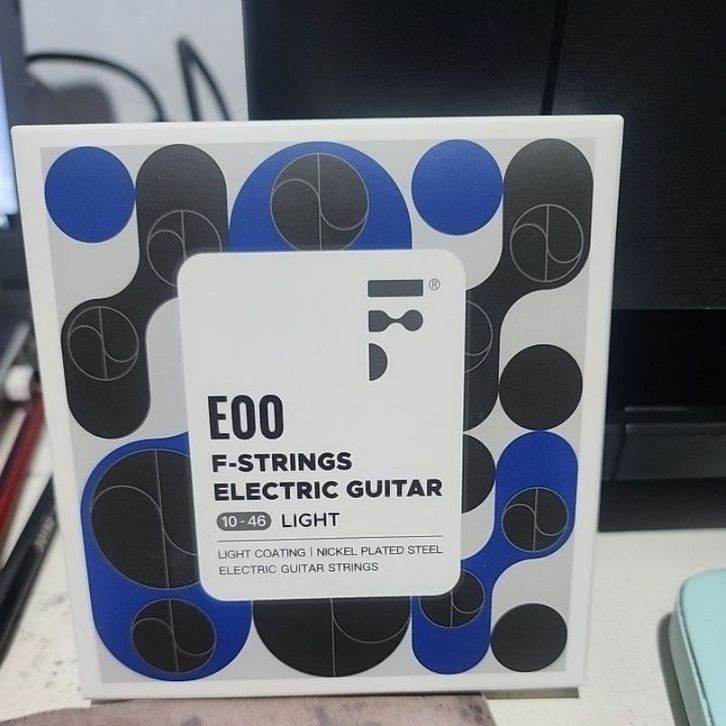 ®
E00
F-STRINGS
ELECTRIC GUITAR
10-46 LIGHT
LIGHT COATING | NICKEL PLATED STEEL
ELECTRIC GUITAR STRINGS